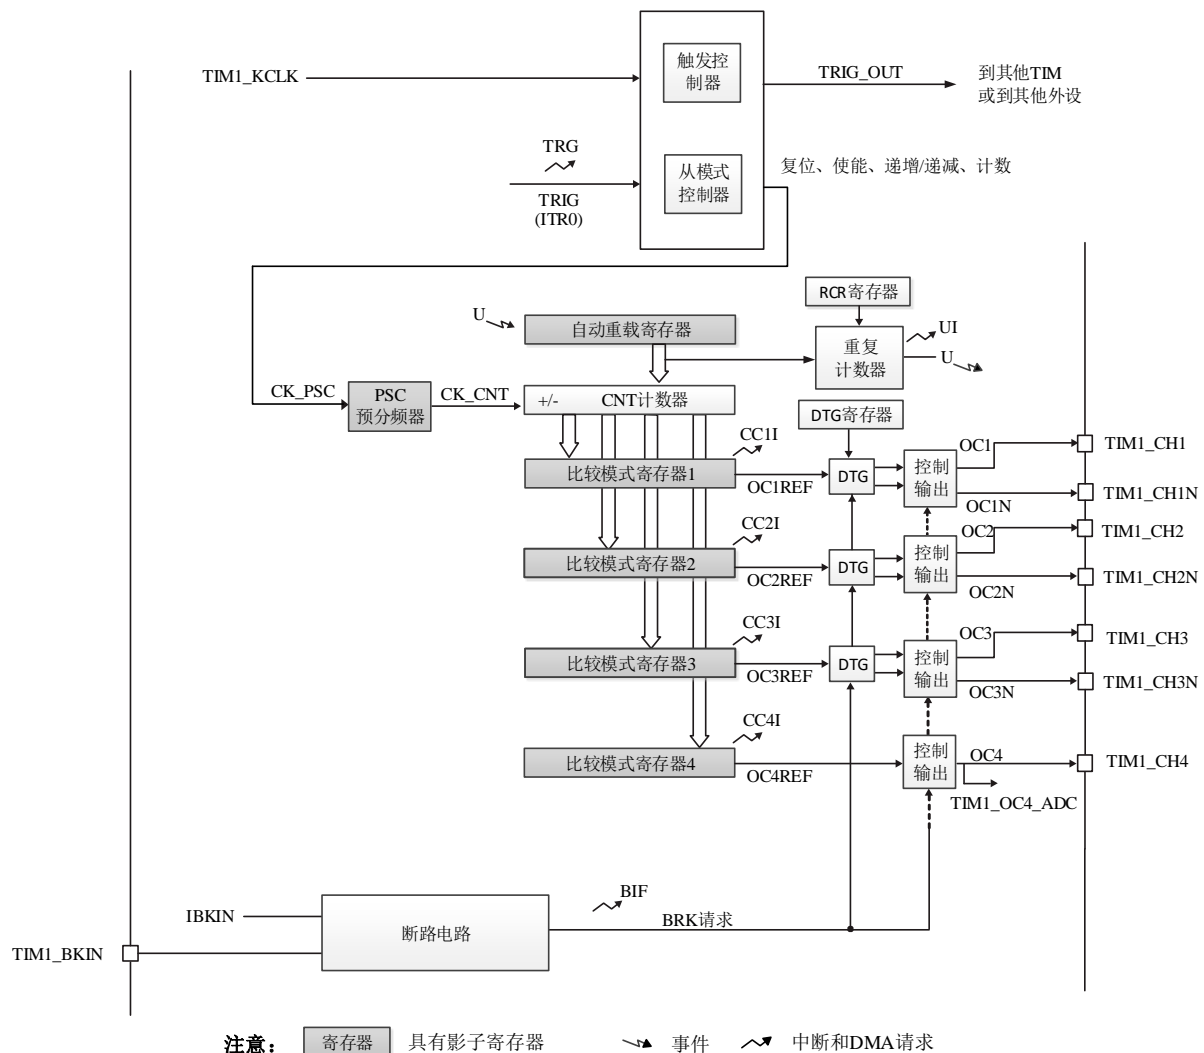 触发控
制器
TIM1_KCLK
TRIG_OUT
到其他TIM
或到其他外设
TRG
TRIG
(ITR0)
从模式
控制器
复位、使能、递增/递减、计数
RCR寄存器
U
自动重载寄存器
重复
计数器
UI
U
CK_PSC
PSC
预分频器
CK_CNT
+/-
CNT计数器
DTG寄存器
CC1I
比较模式寄存器1
OC1REF
DTG
控制
输出
OC1
OC1N
TIM1_CH1
TIM1_CH1N
CC2I
比较模式寄存器2
OC2REF
DTG
控制
输出
OC2
OC2N
TIM1_CH2
TIM1_CH2N
CC3I
比较模式寄存器3
OC3REF
DTG
控制
输出
OC3
OC3N
TIM1_CH3
TIM1_CH3N
CC4I
比较模式寄存器4
OC4REF
控制
输出
OC4
TIM1_OC4_ADC
TIM1_CH4
IBKIN
TIM1_BKIN
断路电路
BIF
BRK请求
注意：
寄存器
具有影子寄存器
事件
中断和DMA请求